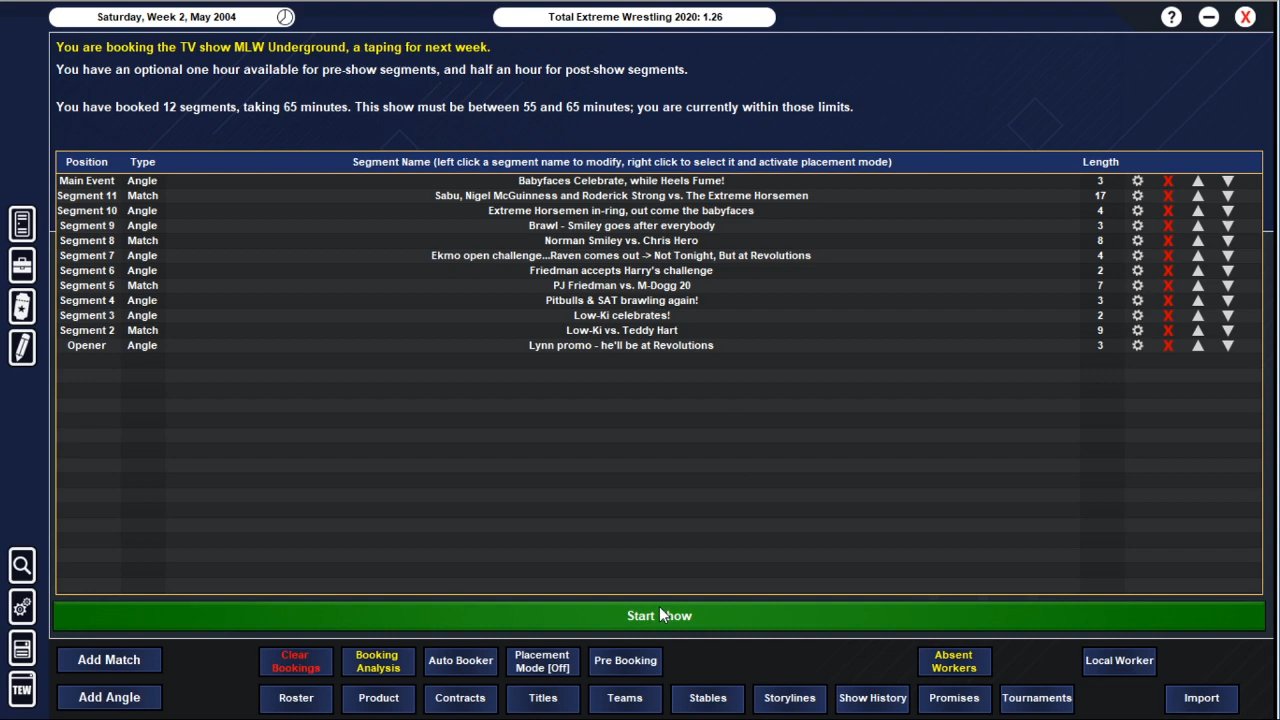 Saturday, Week 2, May 2004
Total Extreme Wrestling 2020: 1.26
?
X
You are booking the TV show MLW Underground, a taping for next week.
You have an optional one hour available for pre-show segments, and half an hour for post-show segments.
You have booked 12 segments, taking 65 minutes. This show must be between 55 and 65 minutes; you are currently within those limits.
Position Type Segment Name (left click a segment name to modify, right click to select it and activate placement mode) Length
Main Event Angle Babyfaces Celebrate, while Heels Fume! 3 X
Segment 11 Match Sabu, Nigel McGuinness and Roderick Strong vs. The Extreme Horsemen 17 X
Segment 10 Angle Extreme Horsemen in-ring, out come the babyfaces 4 X
Segment 9 Angle Brawl - Smiley goes after everybody 3 X
Segment 8 Match Norman Smiley vs. Chris Hero 8 X
Segment 7 Angle Ekmo open challenge...Raven comes out -> Not Tonight, But at Revolutions 4 X
Segment 6 Angle Friedman accepts Harry's challenge 2 X
Segment 5 Match PJ Friedman vs. M-Dogg 20 7 X
Segment 4 Angle Pitbulls & SAT brawling again! 3 X
Segment 3 Angle Low-Ki celebrates! 2 X
Segment 2 Match Low-Ki vs. Teddy Hart 9 X
Opener Angle Lynn promo - he'll be at Revolutions 3 X
Start Show
Add Match
Clear Bookings
Booking Analysis
Auto Booker
Placement Mode [Off]
Pre Booking
Absent Workers
Local Worker
TEW
Add Angle
Roster
Product
Contracts
Titles
Teams
Stables
Storylines
Show History
Promises
Tournaments
Import